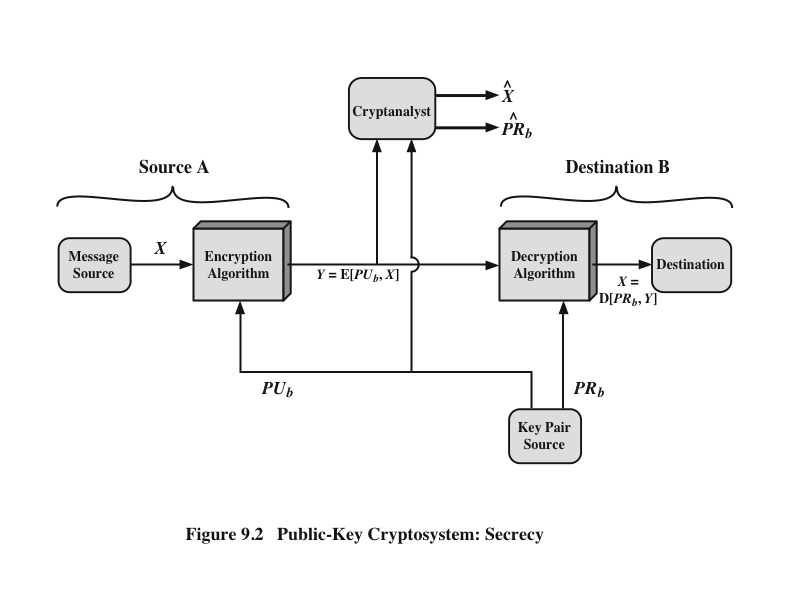 Cryptanalyst
X̂
P̂R_b
Source A
Destination B
Message
Source
X
Encryption
Algorithm
Y = E[PU_b, X]
Decryption
Algorithm
X =
D[PR_b, Y]
Destination
PU_b
PR_b
Key Pair
Source
Figure 9.2 Public-Key Cryptosystem: Secrecy